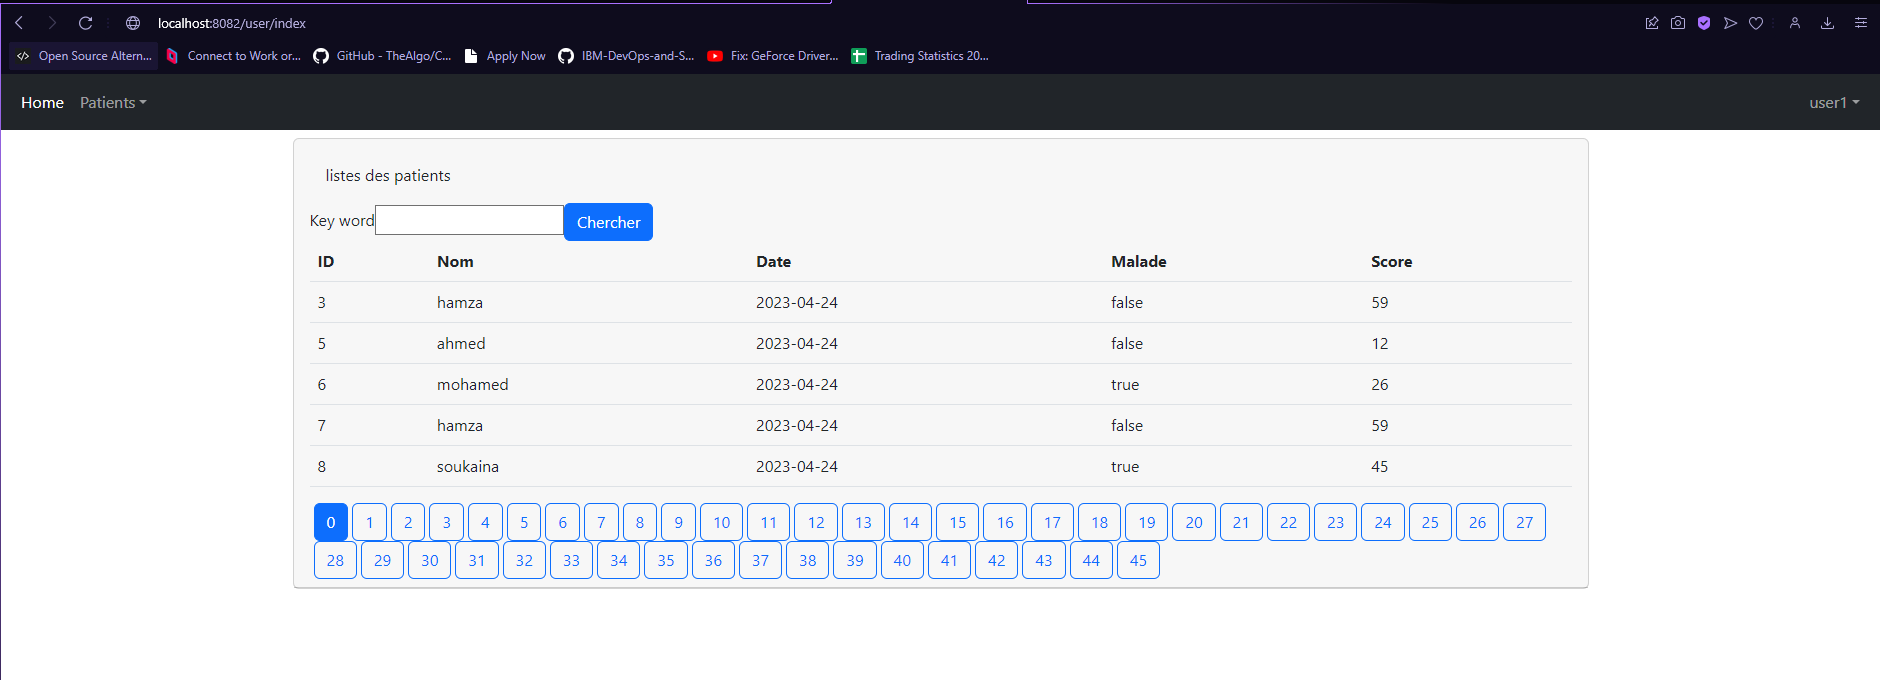 localhost:8082/user/index
Open Source Altern... Connect to Work or... GitHub - TheAlgo/C... Apply Now IBM-DevOps-and-S... Fix: GeForce Driver... Trading Statistics 20...
Home Patients user1
listes des patients
Key word Chercher
ID Nom Date Malade Score
3 hamza 2023-04-24 false 59
5 ahmed 2023-04-24 false 12
6 mohamed 2023-04-24 true 26
7 hamza 2023-04-24 false 59
8 soukaina 2023-04-24 true 45
0 1 2 3 4 5 6 7 8 9 10 11 12 13 14 15 16 17 18 19 20 21 22 23 24 25 26 27
28 29 30 31 32 33 34 35 36 37 38 39 40 41 42 43 44 45